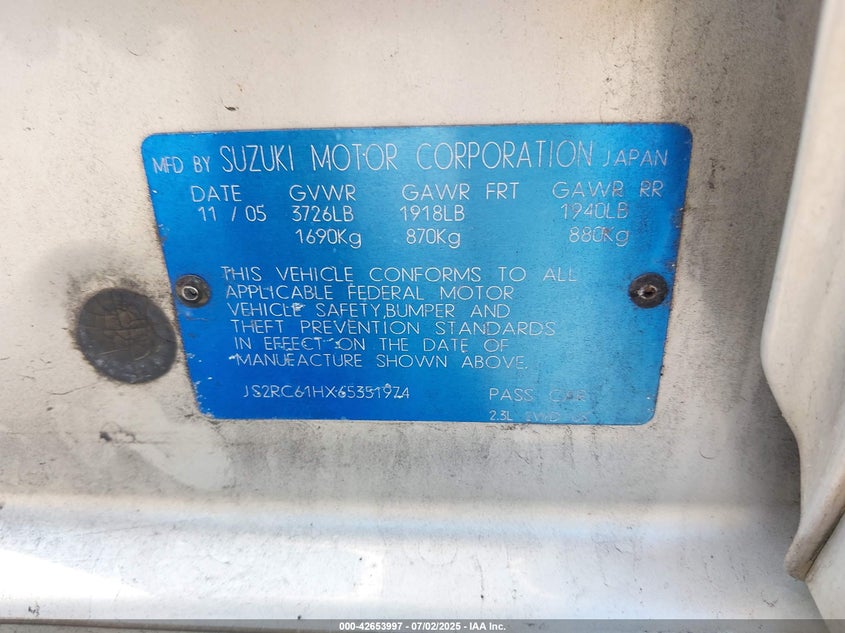 MFD BY SUZUKI MOTOR CORPORATION JAPAN
DATE GVWR GAWR FRT GAWR RR
11 / 05 3726LB 1918LB 1940LB
1690Kg 870Kg 880Kg
THIS VEHICLE CONFORMS TO ALL
APPLICABLE FEDERAL MOTOR
VEHICLE SAFETY,BUMPER AND
THEFT PREVENTION STANDARDS
IN EFFECT ON THE DATE OF
MANUFACTURE SHOWN ABOVE.
JS2RC61HX65351974 PASS CAR
2.3L
000-42653997 - 07/02/2025 - IAA Inc.